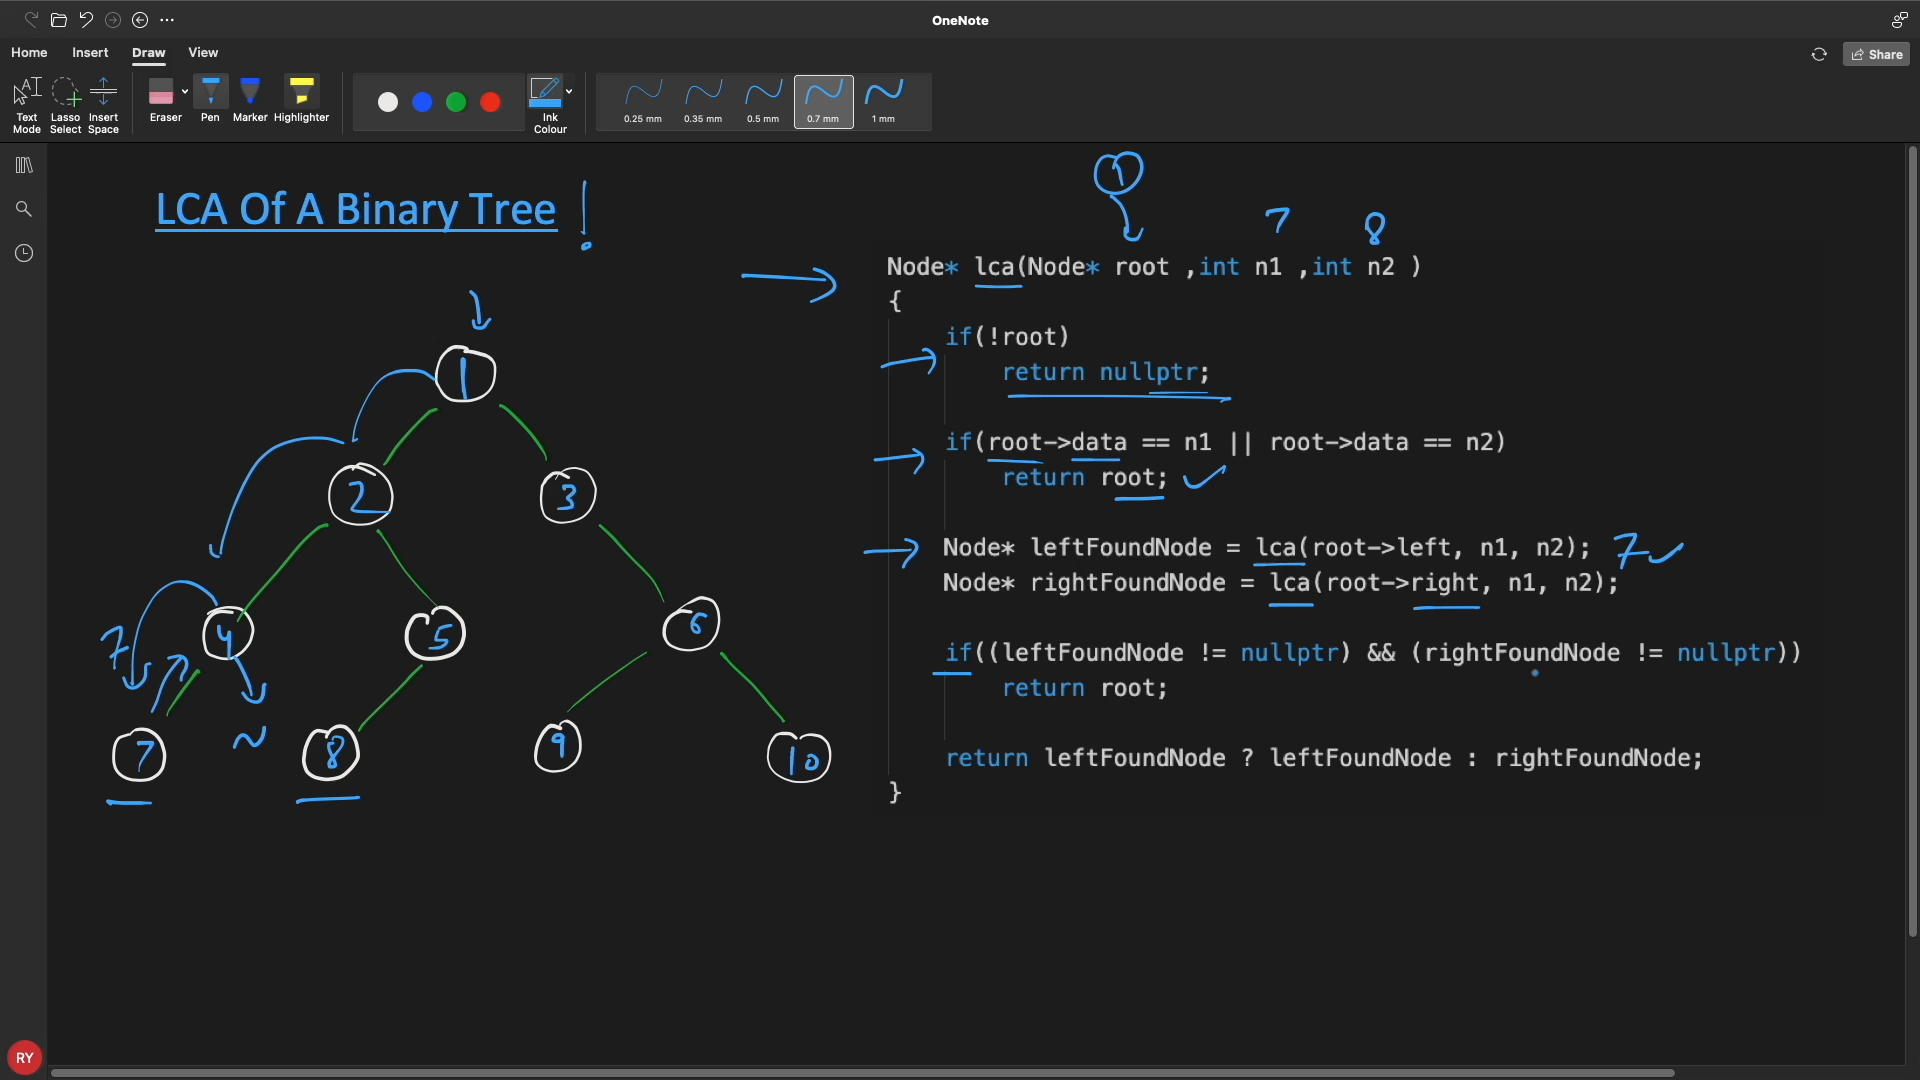 OneNote
Home Insert Draw View
Share
Text Mode
Lasso Select
Insert Space
Eraser
Pen
Marker
Highlighter
Ink Colour
0.25 mm
0.35 mm
0.5 mm
0.7 mm
1 mm
LCA Of A Binary Tree !
1
7 8
Node* lca(Node* root ,int n1 ,int n2 )
{
if(!root)
return nullptr;
if(root->data == n1 || root->data == n2)
return root;
Node* leftFoundNode = lca(root->left, n1, n2); 7
Node* rightFoundNode = lca(root->right, n1, n2);
if((leftFoundNode != nullptr) && (rightFoundNode != nullptr))
return root;
return leftFoundNode ? leftFoundNode : rightFoundNode;
}
1
2 3
7 4 5 6
7 ~ 8 9 10
RY